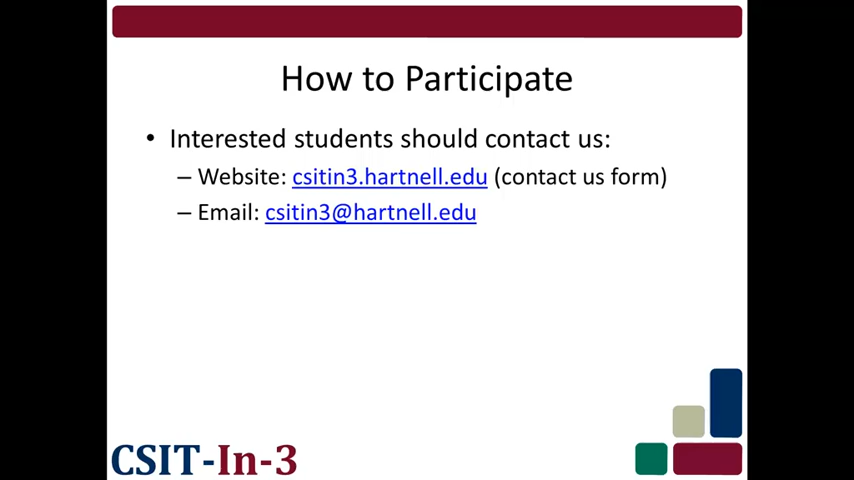 How to Participate
• Interested students should contact us:
– Website: csitin3.hartnell.edu (contact us form)
– Email: csitin3@hartnell.edu
CSIT-In-3